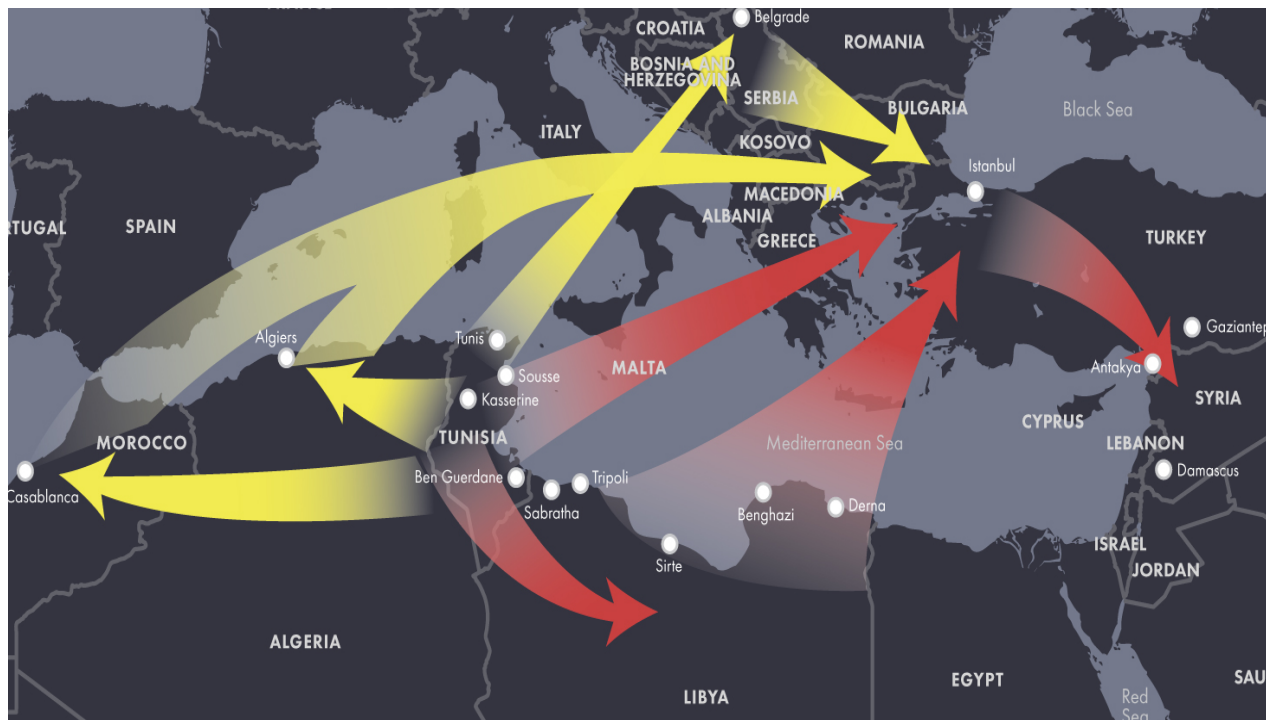 FRANCE
Belgrade
CROATIA
ROMANIA
BOSNIA AND
HERZEGOVINA
SERBIA
BULGARIA
Black Sea
ITALY
KOSOVO
Istanbul
MACEDONIA
ALBANIA
RTUGAL
SPAIN
GREECE
TURKEY
Algiers
Tunis
Gaziantep
MALTA
Antakya
Sousse
Kasserine
SYRIA
CYPRUS
TUNISIA
Mediterranean Sea
LEBANON
MOROCCO
Damascus
Ben Guerdane
Tripoli
Casablanca
Sabratha
Benghazi
Derna
ISRAEL
Sirte
JORDAN
ALGERIA
EGYPT
SAU
LIBYA
Red
Sea